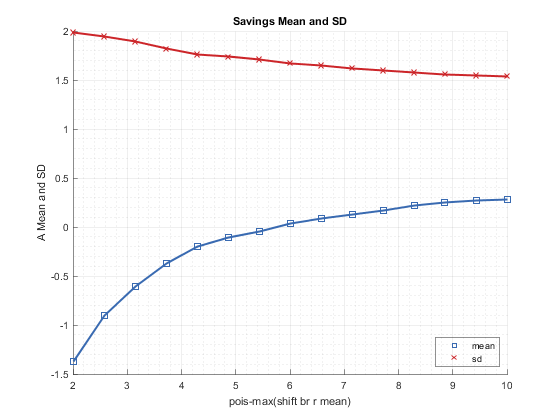 Savings Mean and SD
2
1.5
1
0.5
0
-0.5
-1
-1.5
A Mean and SD
mean
sd
2 3 4 5 6 7 8 9 10
pois-max(shift br r mean)